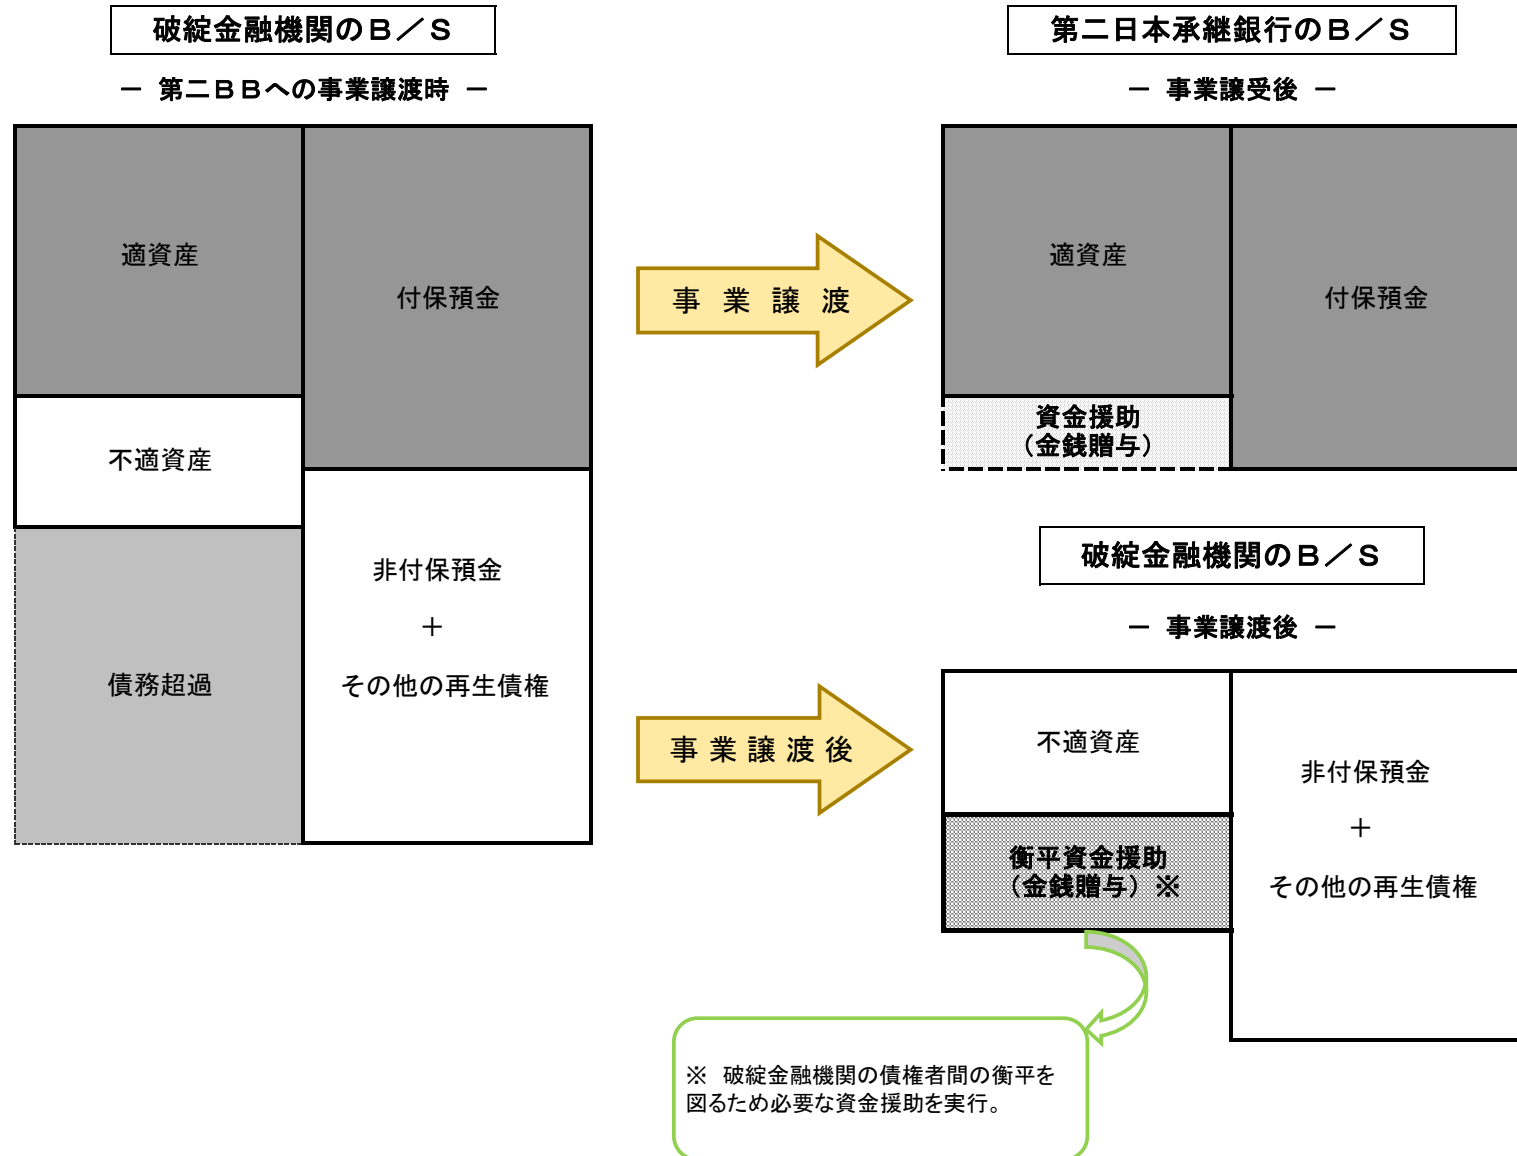 破綻金融機関のＢ／Ｓ
－ 第二ＢＢへの事業譲渡時 －
適資産
付保預金
不適資産
非付保預金
＋
その他の再生債権
債務超過
事 業 譲 渡
第二日本承継銀行のＢ／Ｓ
－ 事業譲受後 －
適資産
付保預金
資金援助
（金銭贈与）
事業譲渡後
破綻金融機関のＢ／Ｓ
－ 事業譲渡後 －
不適資産
非付保預金
＋
その他の再生債権
衡平資金援助
（金銭贈与）※
※ 破綻金融機関の債権者間の衡平を
図るため必要な資金援助を実行。